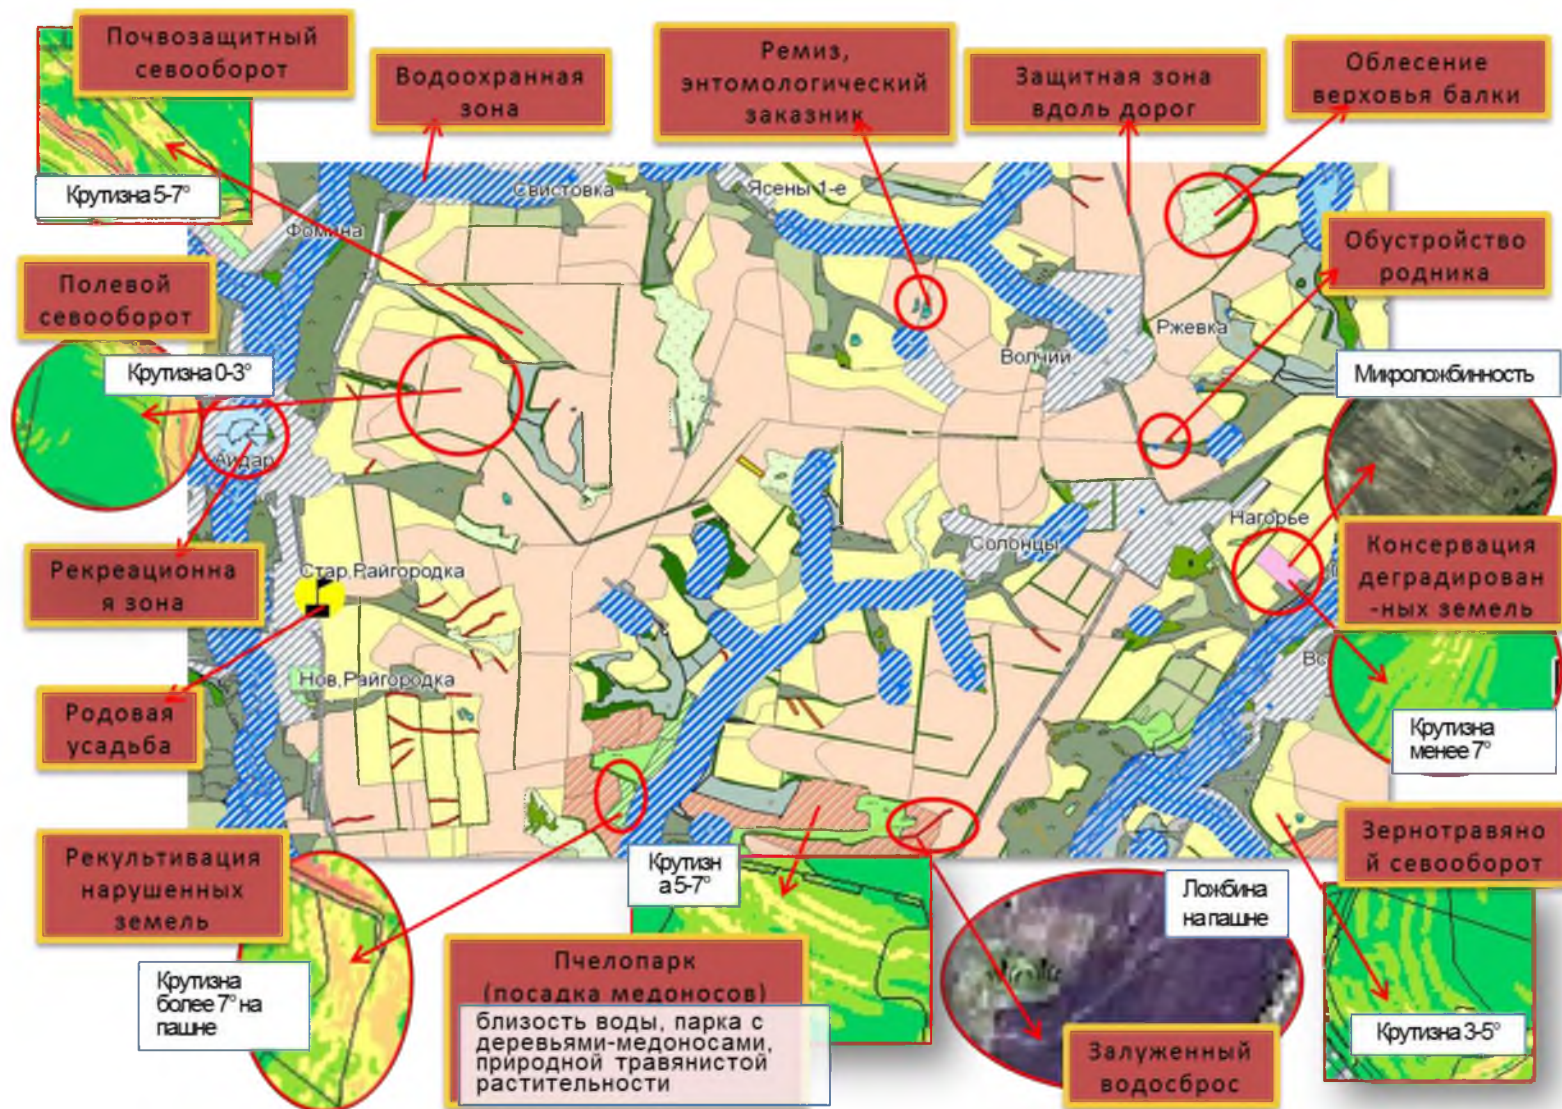 Почвозащитный
севооборот
Водоохранная
зона
Ремиз,
энтомологический
заказник
Защитная зона
вдоль дорог
Облесение
верховья балки
Крутизна 5-7°
Свистовка
Ясены 1-е
Фомина
Обустройство
родника
Полевой
севооборот
Крутизна 0-3°
Ржевка
Волчий
Микроложбинность
Айдар
Нагорье
Солонцы
Консервация
деградирован
-ных земель
Рекреационна
я зона
Стар.Райгородка
Нов.Райгородка
Родовая
усадьба
Крутизна
менее 7°
Рекультивация
нарушенных
земель
Крутизн
а 5-7°
Ложбина
на пашне
Зернотравяно
й севооборот
Крутизна
более 7° на
пашне
Пчелопарк
(посадка медоносов)
близость воды, парка с
деревьями-медоносами,
природной травянистой
растительности
Залуженный
водосброс
Крутизна 3-5°